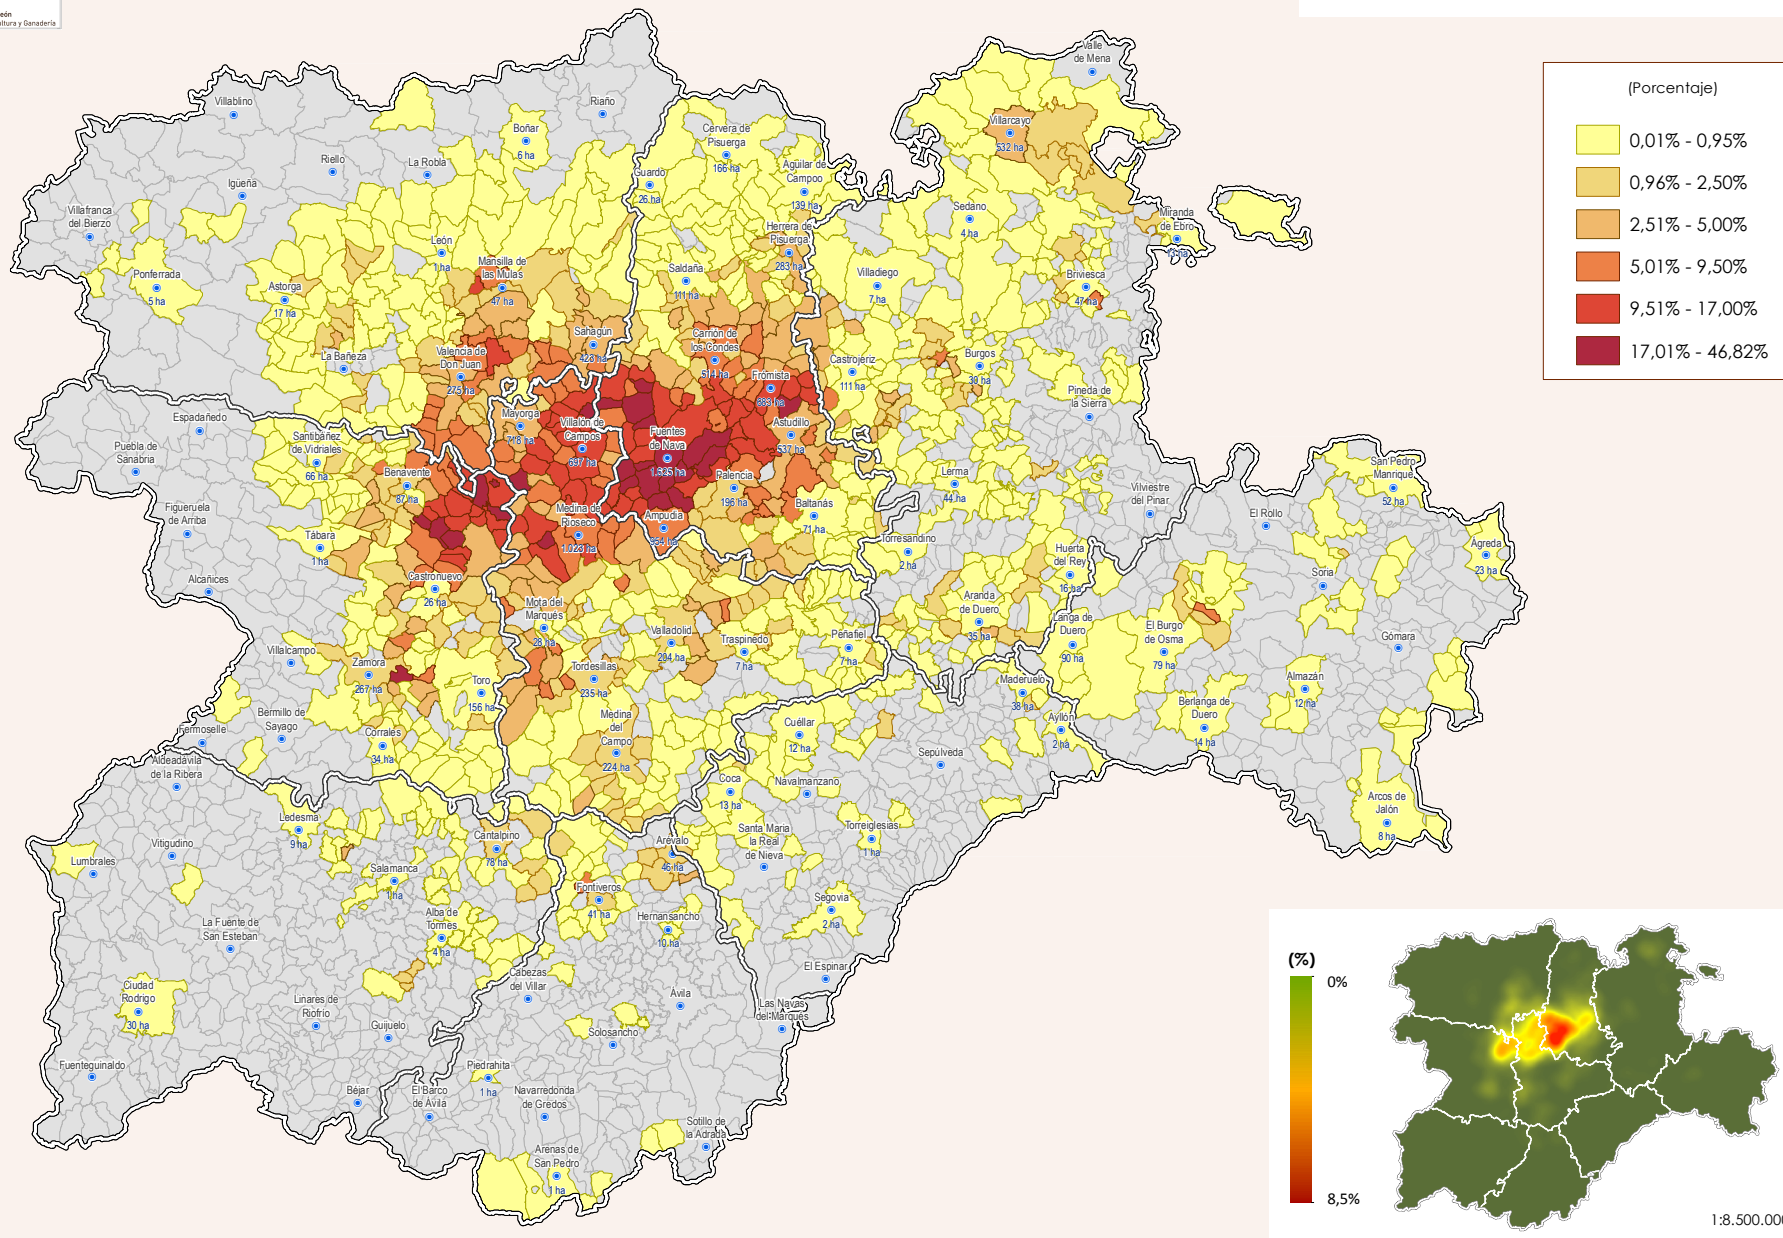 León
ltura y Ganadería
(Porcentaje)
0,01% - 0,95%
0,96% - 2,50%
2,51% - 5,00%
5,01% - 9,50%
9,51% - 17,00%
17,01% - 46,82%
Valle
de Mena
Villablino
Riaño
Boñar
6 ha
Cervera de
Pisuerga
166 ha
Villarcayo
532 ha
Riello
La Robla
Guardo
26 ha
Aguilar de
Campoo
139 ha
Igüeña
Villafranca
del Bierzo
Sedano
4 ha
Miranda
de Ebro
13 ha
León
1 ha
Herrera de
Pisuerga
283 ha
Ponferrada
5 ha
Astorga
17 ha
Mansilla de
las Mulas
47 ha
Saldaña
111 ha
Villadiego
7 ha
Briviesca
47 ha
La Bañeza
Valencia de
Don Juan
275 ha
Sahagún
423 ha
Carrión de
los Condes
514 ha
Castrojeriz
111 ha
Burgos
30 ha
Frómista
883 ha
Pineda de
la Sierra
Espadañedo
Puebla de
Sanabria
Santibáñez
de Vidriales
66 ha
Mayorga
718 ha
Villalón de
Campos
697 ha
Fuentes
de Nava
1.635 ha
Astudillo
537 ha
Benavente
87 ha
Palencia
196 ha
Lerma
44 ha
Vilviestre
del Pinar
San Pedro
Manrique
52 ha
Figueruela
de Arriba
Tábara
1 ha
Medina de
Rioseco
1.023 ha
Ampudia
Baltanás
71 ha
Torresandino
2 ha
El Rollo
Ágreda
23 ha
Alcañices
Castronuevo
26 ha
Huerta
del Rey
16 ha
Soria
Mota del
Marqués
28 ha
Valladolid
204 ha
Traspinedo
7 ha
Peñafiel
7 ha
Aranda
de Duero
35 ha
Langa de
Duero
90 ha
El Burgo
de Osma
79 ha
Gómara
Villalcampo
Zamora
267 ha
Toro
156 ha
Tordesillas
235 ha
Maderuelo
38 ha
Almazán
12 ha
Bermillo de
Sayago
Fermoselle
Corrales
34 ha
Medina
del
Campo
224 ha
Cuéllar
12 ha
Ayllón
2 ha
Berlanga de
Duero
14 ha
Aldeadávila
de la Ribera
Sepúlveda
Coca
13 ha
Navalmanzano
Arcos de
Jalón
8 ha
Ledesma
9 ha
Cantalpino
78 ha
Arévalo
46 ha
Santa María
la Real
de Nieva
Torreiglesias
1 ha
Lumbrales
Vitigudino
Salamanca
1 ha
Fontiveros
41 ha
Segovia
2 ha
La Fuente de
San Esteban
Alba de
Tormes
4 ha
Hernansancho
10 ha
Ciudad
Rodrigo
30 ha
Linares de
Riofrío
Guijuelo
Cabezas
del Villar
Ávila
El Espinar
Las Navas
del Marqués
Solosancho
Fuenteguinaldo
Béjar
El Barco
de Ávila
Piedrahita
1 ha
Navarredonda
de Gredos
Sotillo de
la Adrada
Arenas de
San Pedro
1 ha
(%)
0%
8,5%
1:8.500.000